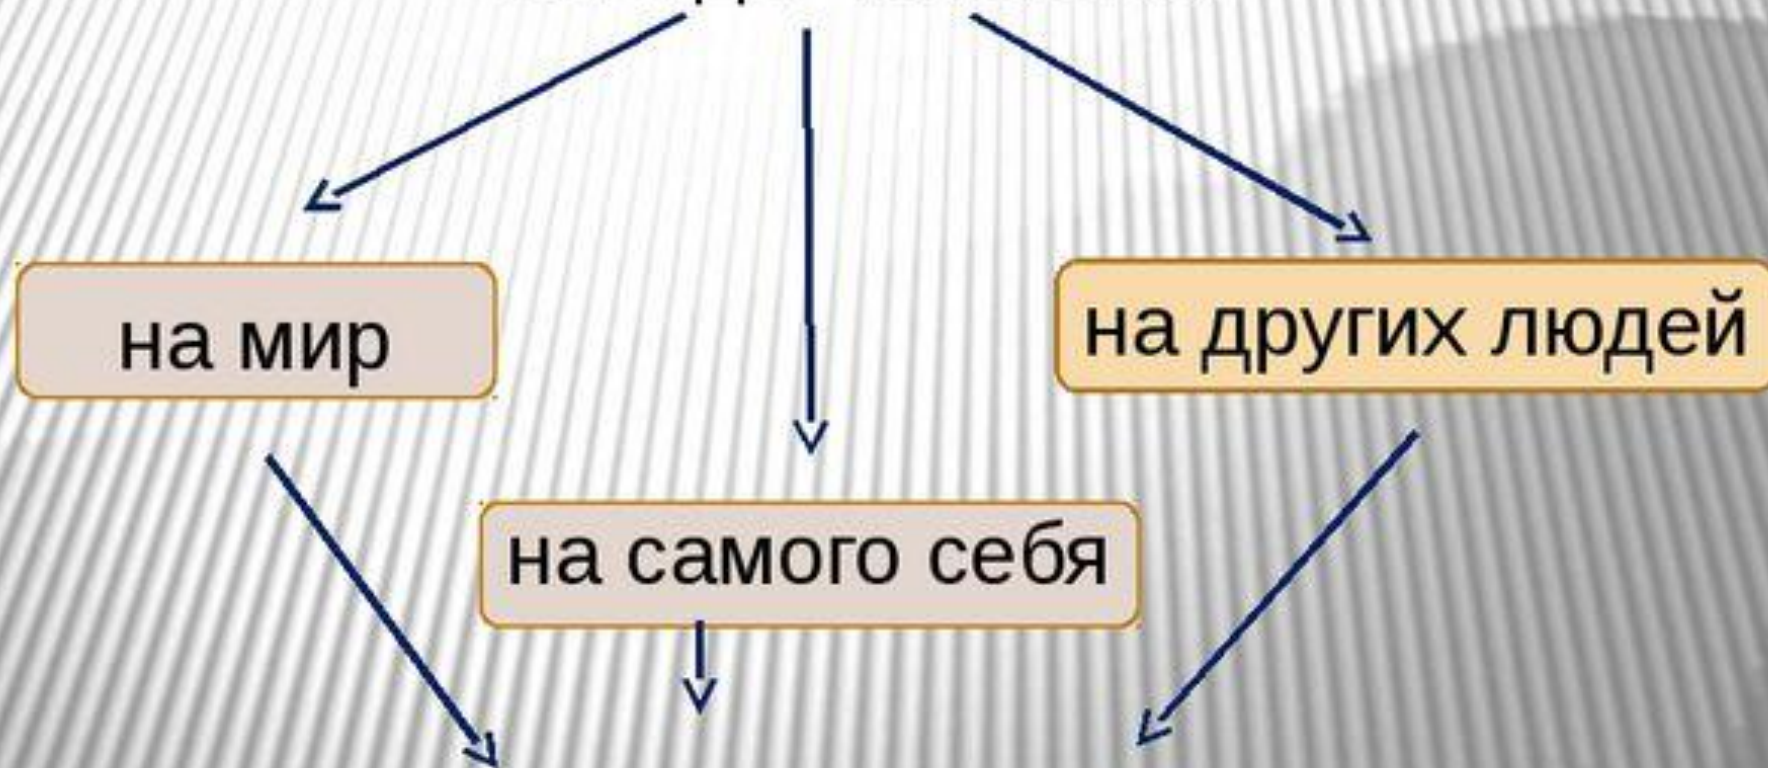 на мир
на других людей
на самого себя